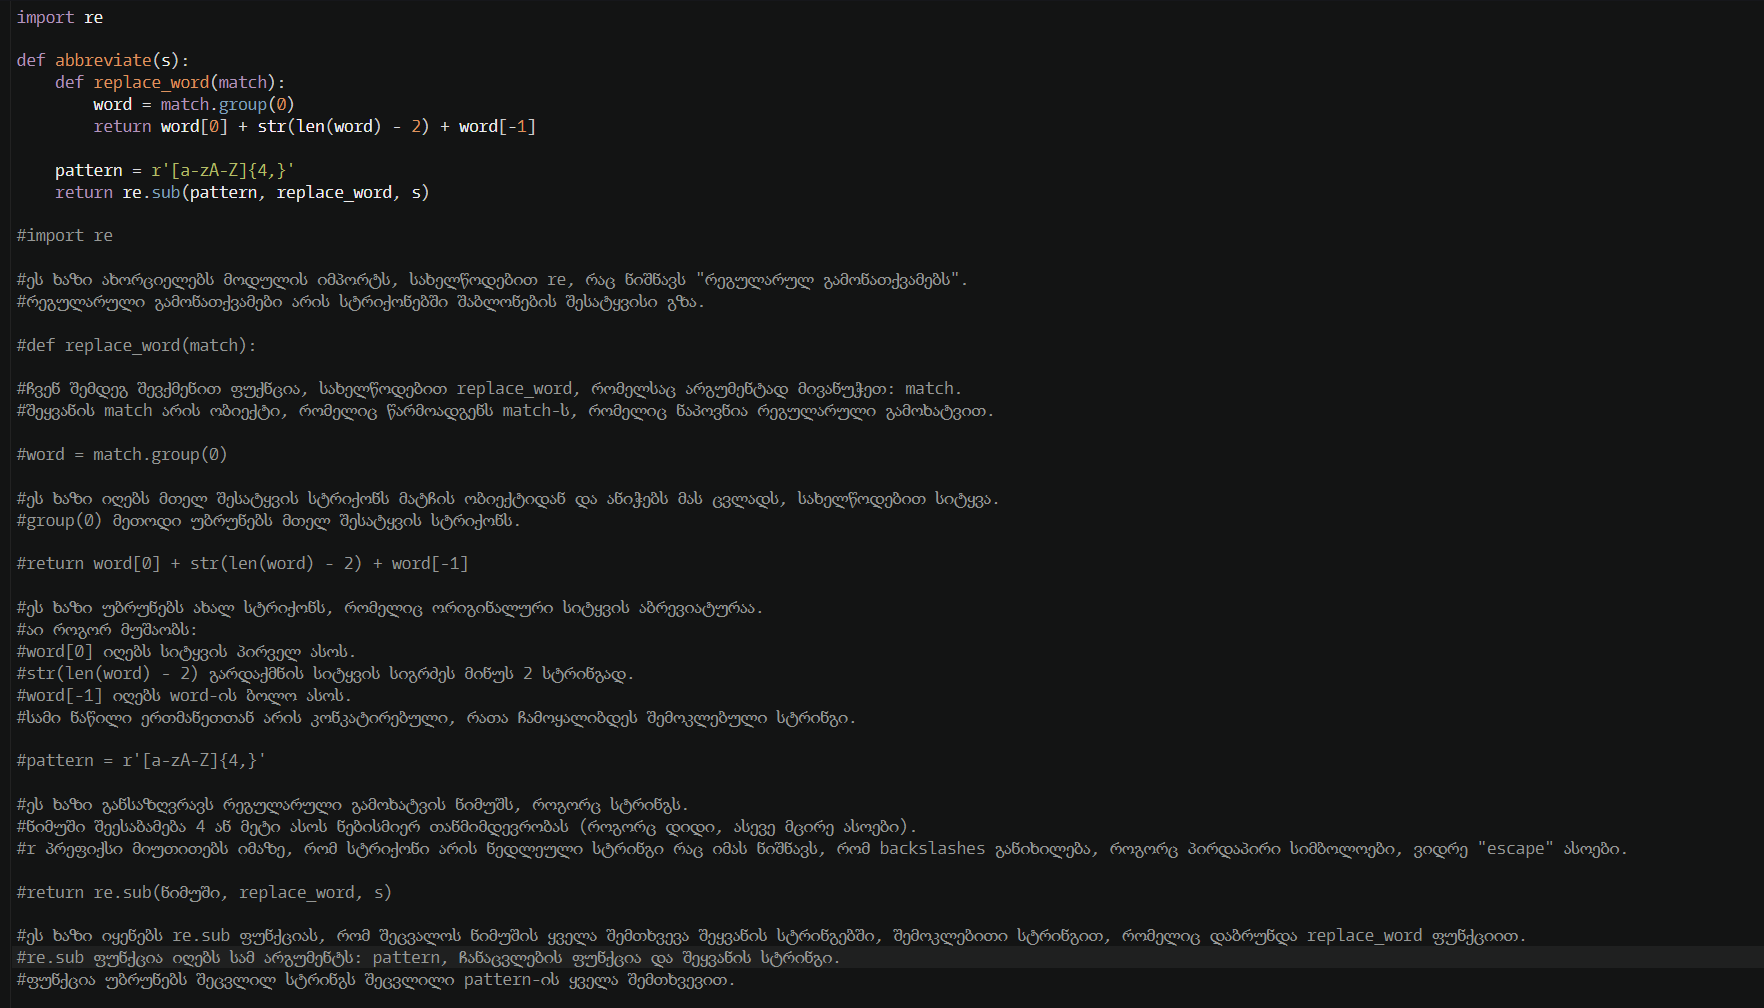 import re
def abbreviate(s):
def replace_word(match):
word = match.group(0)
return word[0] + str(len(word) - 2) + word[-1]
pattern = r'[a-zA-Z]{4,}'
return re.sub(pattern, replace_word, s)
#import re
#ეს ხაზი ახორციელებს მოდულის იმპორტს, სახელწოდებით re, რაც ნიშნავს "რეგულარულ გამონათქვამებს".
#რეგულარული გამონათქვამები არის სტრიქონებში შაბლონების შესატყვისი გზა.
#def replace_word(match):
#ჩვენ შემდეგ შევქმენით ფუქნცია, სახელწოდებით replace_word, რომელსაც არგუმენტად მივანუჭეთ: match.
#შეყვანის match არის ობიექტი, რომელიც წარმოადგენს match-ს, რომელიც ნაპოვნია რეგულარული გამოხატვით.
#word = match.group(0)
#ეს ხაზი იღებს მთელ შესატყვის სტრიქონს მატჩის ობიექტიდან და ანიჭებს მას ცვლადს, სახელწოდებით სიტყვა.
#group(0) მეთოდი უბრუნებს მთელ შესატყვის სტრიქონს.
#return word[0] + str(len(word) - 2) + word[-1]
#ეს ხაზი უბრუნებს ახალ სტრიქონს, რომელიც ორიგინალური სიტყვის აბრევიატურაა.
#აი როგორ მუშაობს:
#word[0] იღებს სიტყვის პირველ ასოს.
#str(len(word) - 2) გარდაქმნის სიტყვის სიგრძეს მინუს 2 სტრინგად.
#word[-1] იღებს word-ის ბოლო ასოს.
#სამი ნაწილი ერთმანეთთან არის კონკატირებული, რათა ჩამოყალიბდეს შემოკლებული სტრინგი.
#pattern = r'[a-zA-Z]{4,}'
#ეს ხაზი განსაზღვრავს რეგულარული გამოხატვის ნიმუშს, როგორც სტრინგს.
#ნიმუში შეესაბამება 4 ან მეტი ასოს ნებისმიერ თანმიმდევრობას (როგორც დიდი, ასევე მცირე ასოები).
#r პრეფიქსი მიუთითებს იმაზე, რომ სტრიქონი არის ნედლეული სტრინგი რაც იმას ნიშნავს, რომ backslashes განიხილება, როგორც პირდაპირი სიმბოლოები, ვიდრე "escape" ასოები.
#return re.sub(ნიმუში, replace_word, s)
#ეს ხაზი იყენებს re.sub ფუნქციას, რომ შეცვალოს ნიმუშის ყველა შემთხვევა შეყვანის სტრინგებში, შემოკლებითი სტრინგით, რომელიც დაბრუნდა replace_word ფუნქციით.
#re.sub ფუნქცია იღებს სამ არგუმენტს: pattern, ჩანაცვლების ფუნქცია და შეყვანის სტრინგი.
#ფუნქცია უბრუნებს შეცვლილ სტრინგს შეცვლილი pattern-ის ყველა შემთხვევით.